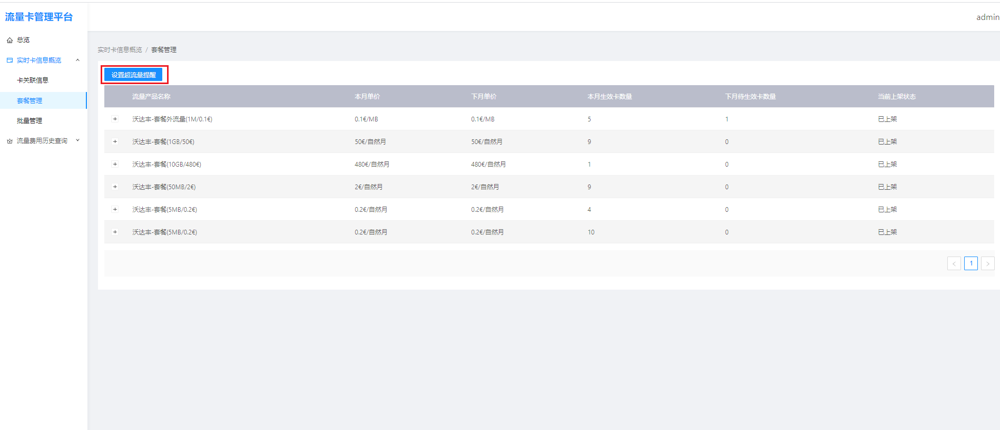 流量卡管理平台
admin
总览
实时卡信息概览
卡关联信息
套餐管理
批量管理
流量费用历史查询
实时卡信息概览 / 套餐管理
设置超流量提醒
流量产品名称 本月单价 下月单价 本月生效卡数量 下月待生效卡数量 当前上架状态
沃达丰-套餐外流量(1M/0.1€) 0.1€/MB 0.1€/MB 5 1 已上架
沃达丰-套餐(1GB/50€) 50€/自然月 50€/自然月 9 0 已上架
沃达丰-套餐(10GB/480€) 480€/自然月 480€/自然月 1 0 已上架
沃达丰-套餐(50MB/2€) 2€/自然月 2€/自然月 9 0 已上架
沃达丰-套餐(5MB/0.2€) 0.2€/自然月 0.2€/自然月 4 0 已上架
沃达丰-套餐(5MB/0.2€) 0.2€/自然月 0.2€/自然月 10 0 已上架
< 1 >